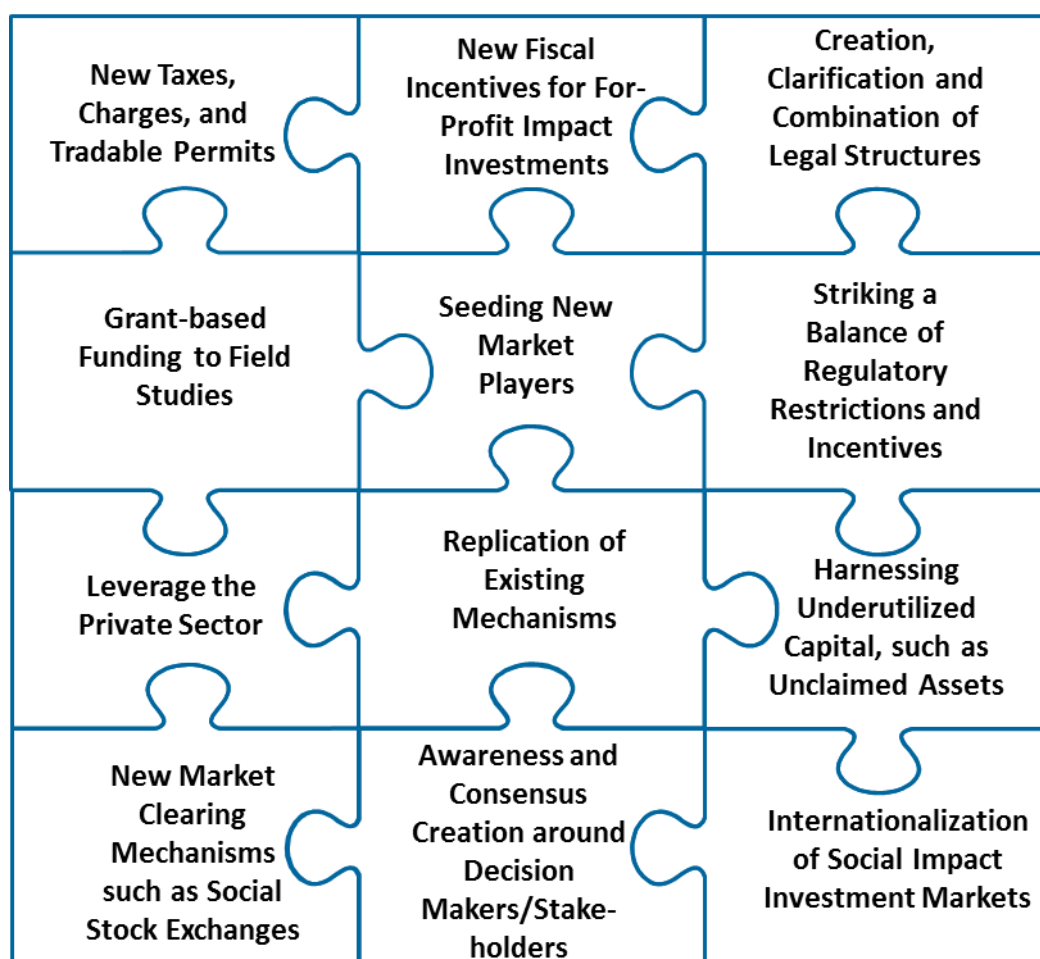 New Taxes,
Charges, and
Tradable Permits
New Fiscal
Incentives for For-
Profit Impact
Investments
Creation,
Clarification and
Combination of
Legal Structures
Grant-based
Funding to Field
Studies
Seeding New
Market
Players
Striking a
Balance of
Regulatory
Restrictions and
Incentives
Leverage the
Private Sector
Replication of
Existing
Mechanisms
Harnessing
Underutilized
Capital, such as
Unclaimed Assets
New Market
Clearing
Mechanisms
such as Social
Stock Exchanges
Awareness and
Consensus
Creation around
Decision
Makers/Stake-
holders
Internationalization
of Social Impact
Investment Markets